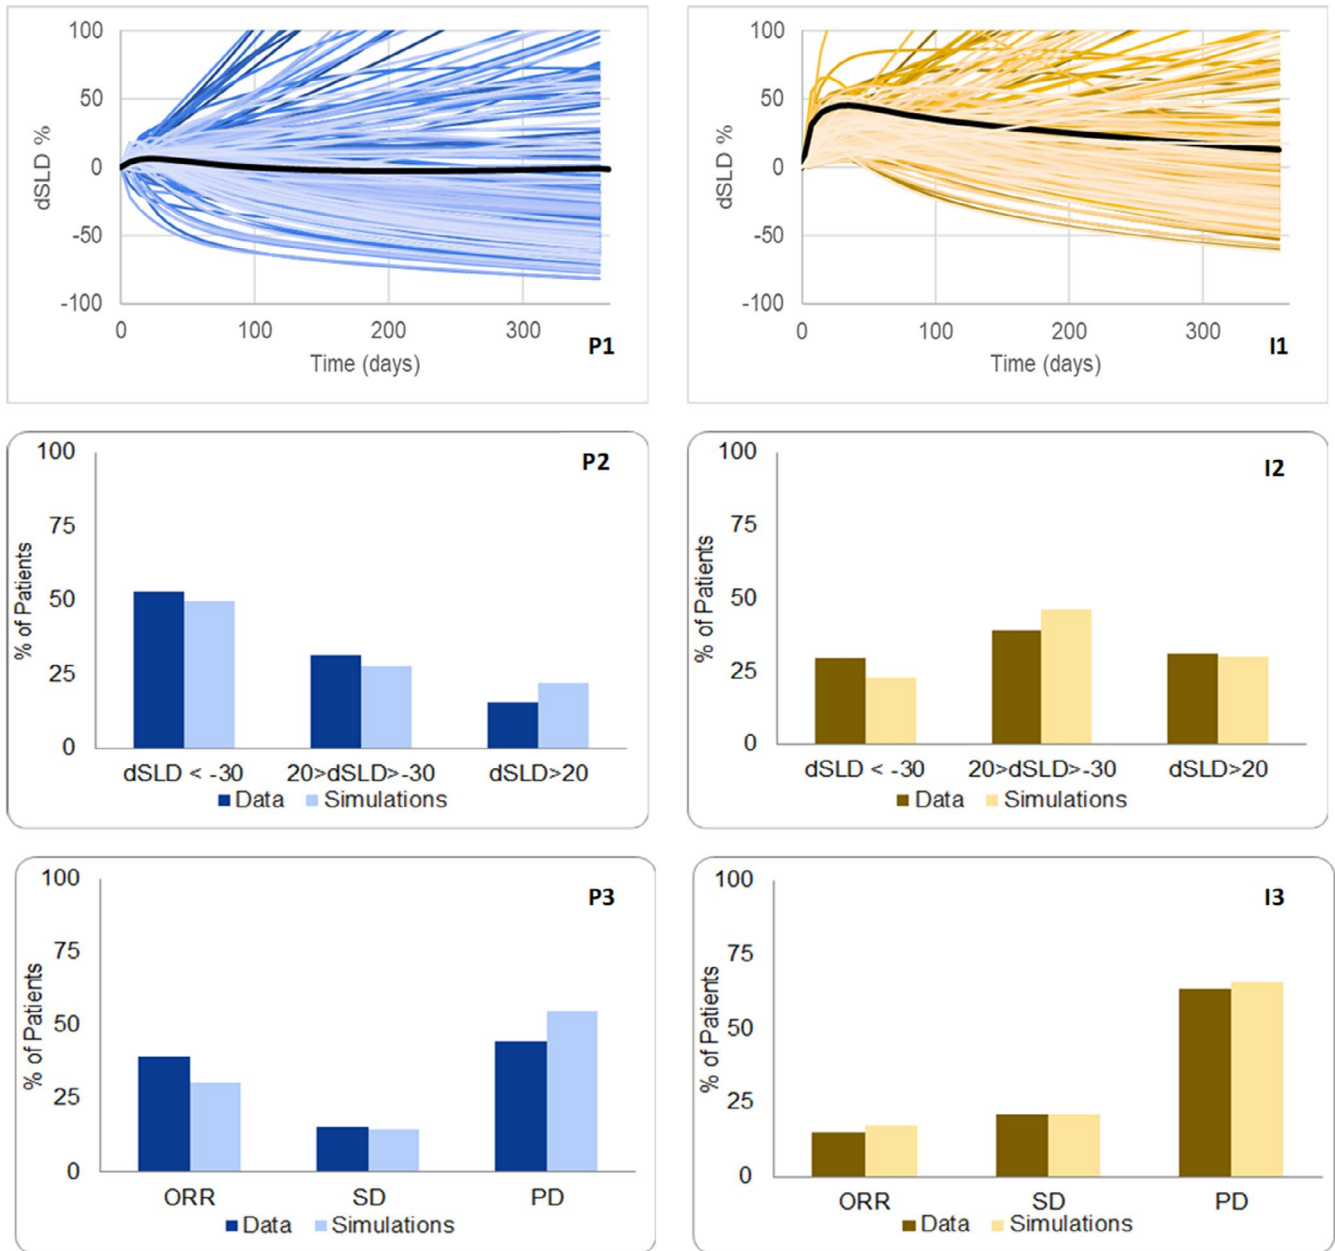 100
50
0
-50
-100
dSLD %
0 100 200 300
Time (days)
P1
100
50
0
-50
-100
dSLD %
0 100 200 300
Time (days)
I1
P2
100
75
50
25
0
% of Patients
dSLD < -30 20>dSLD>-30 dSLD>20
Data Simulations
I2
100
75
50
25
0
% of Patients
dSLD < -30 20>dSLD>-30 dSLD>20
Data Simulations
P3
100
75
50
25
0
% of Patients
ORR SD PD
Data Simulations
I3
100
75
50
25
0
% of Patients
ORR SD PD
Data Simulations